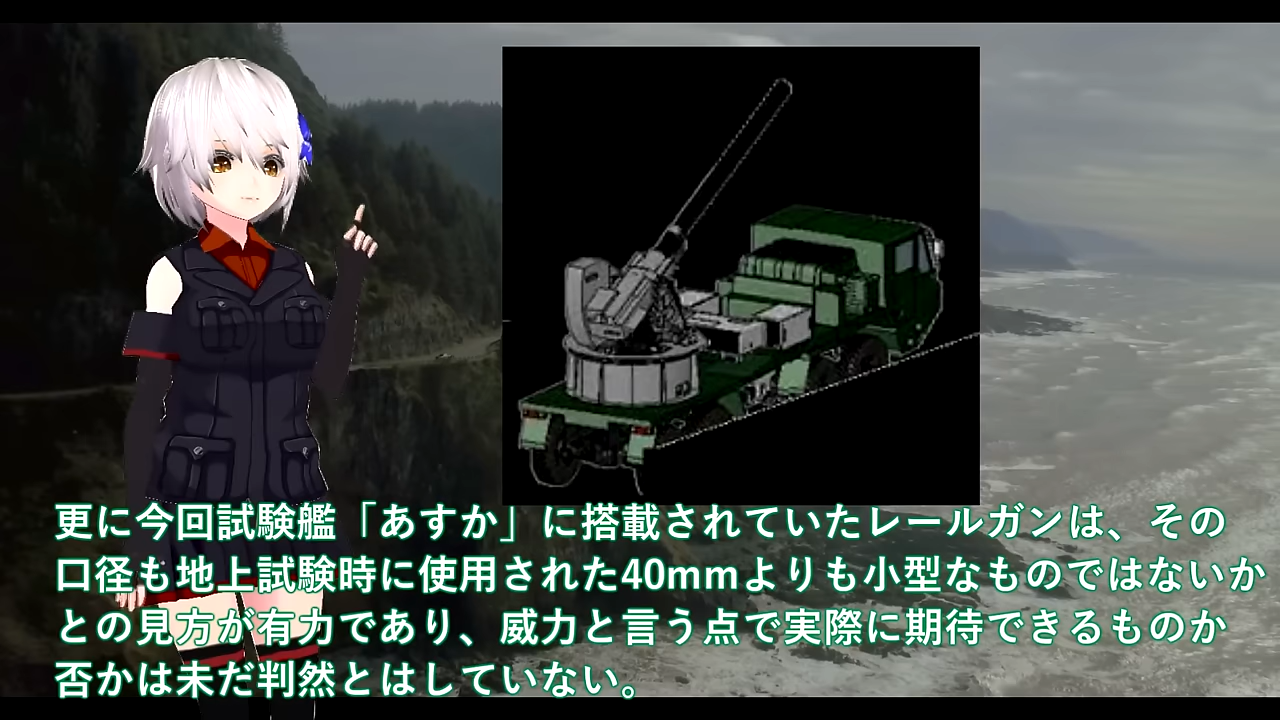 更に今回試験艦「あすか」に搭載されていたレールガンは、その
口径も地上試験時に使用された40mmよりも小型なものではないか
との見方が有力であり、威力と言う点で実際に期待できるものか
否かは未だ判然とはしていない。